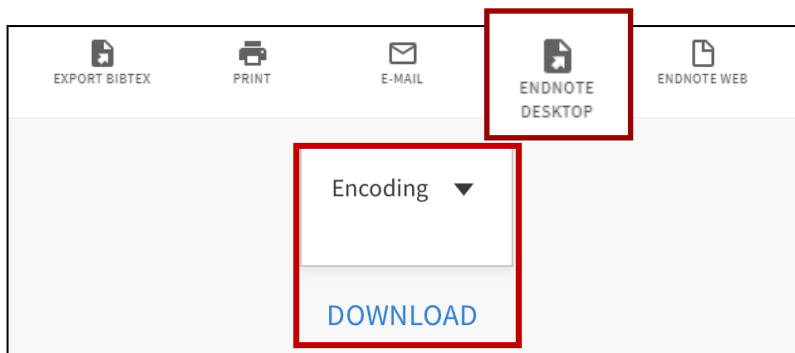 EXPORT BIBTEX
PRINT
E-MAIL
ENDNOTE
DESKTOP
ENDNOTE WEB
Encoding
DOWNLOAD